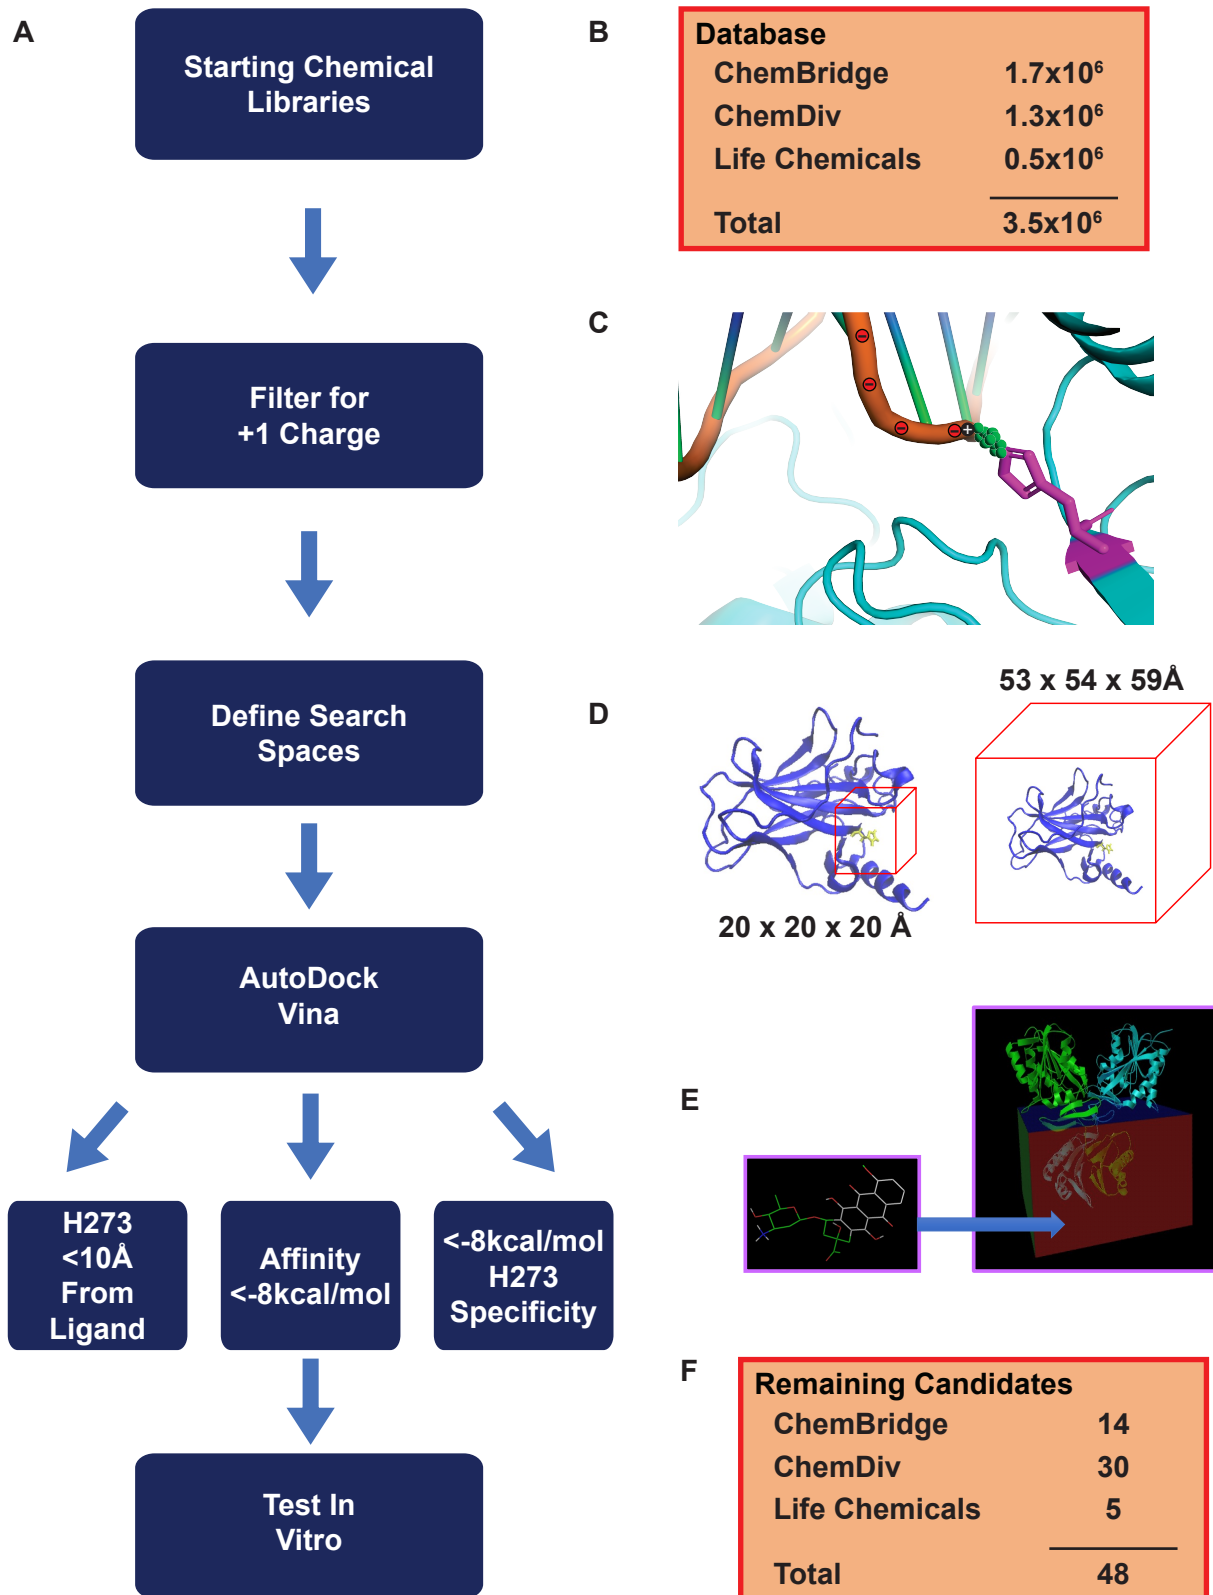 A
Starting Chemical
Libraries
Filter for
+1 Charge
Define Search
Spaces
AutoDock
Vina
H273
<10Å
From
Ligand
Affinity
<-8kcal/mol
<-8kcal/mol
H273
Specificity
Test In
Vitro
B
Database
ChemBridge 1.7x10⁶
ChemDiv 1.3x10⁶
Life Chemicals 0.5x10⁶
Total 3.5x10⁶
C
− − − − +
D
20 x 20 x 20 Å
53 x 54 x 59Å
E
F
Remaining Candidates
ChemBridge 14
ChemDiv 30
Life Chemicals 5
Total 48